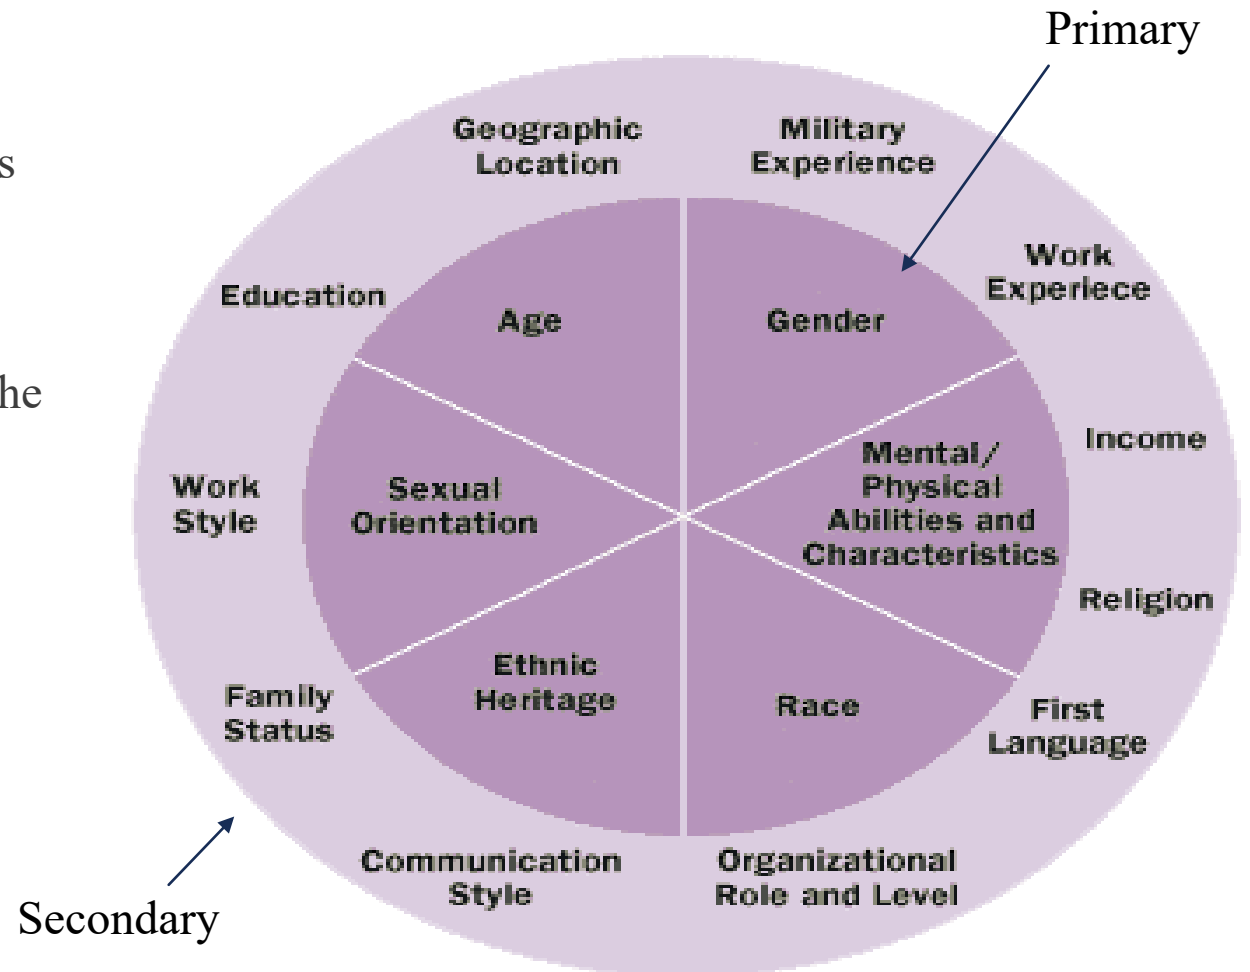 Primary
Geographic
Location
Military
Experience
s
Work
Experiece
Education
Age
Gender
he
Income
Mental/
Physical
Abilities and
Characteristics
Work
Style
Sexual
Orientation
Religion
Ethnic
Heritage
Race
Family
Status
First
Language
Communication
Style
Organizational
Role and Level
Secondary